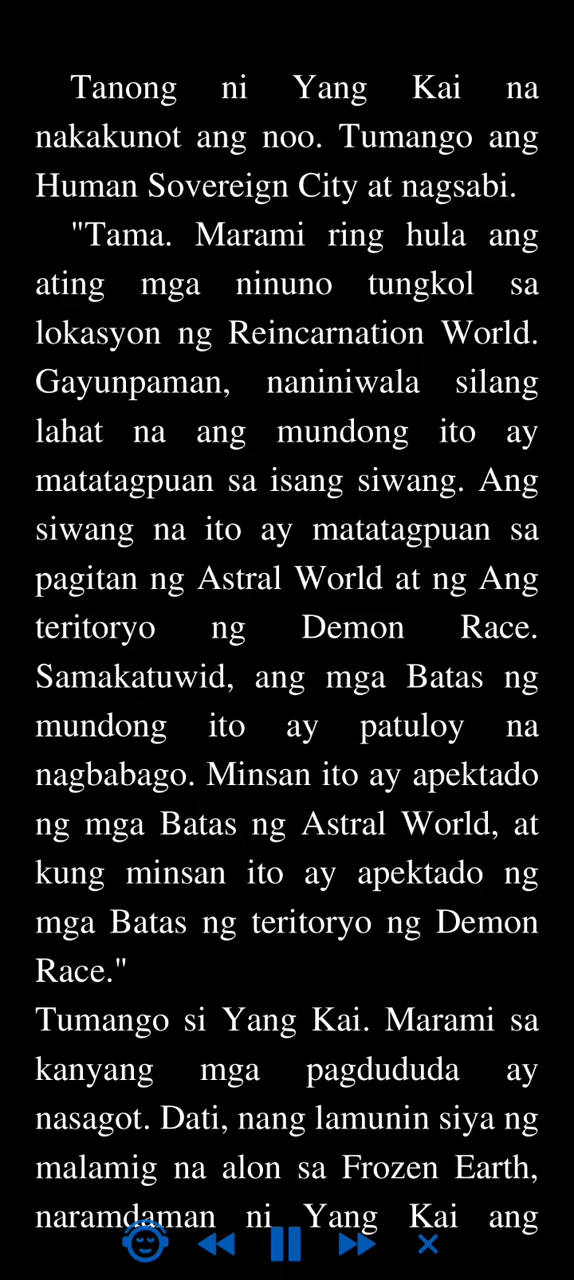 Tanong ni Yang Kai na
nakakunot ang noo. Tumango ang
Human Sovereign City at nagsabi.
"Tama. Marami ring hula ang
ating mga ninuno tungkol sa
lokasyon ng Reincarnation World.
Gayunpaman, naniniwala silang
lahat na ang mundong ito ay
matatagpuan sa isang siwang. Ang
siwang na ito ay matatagpuan sa
pagitan ng Astral World at ng Ang
teritoryo ng Demon Race.
Samakatuwid, ang mga Batas ng
mundong ito ay patuloy na
nagbabago. Minsan ito ay apektado
ng mga Batas ng Astral World, at
kung minsan ito ay apektado ng
mga Batas ng teritoryo ng Demon
Race."
Tumango si Yang Kai. Marami sa
kanyang mga pagdududa ay
nasagot. Dati, nang lamunin siya ng
malamig na alon sa Frozen Earth,
naramdaman ni Yang Kai ang